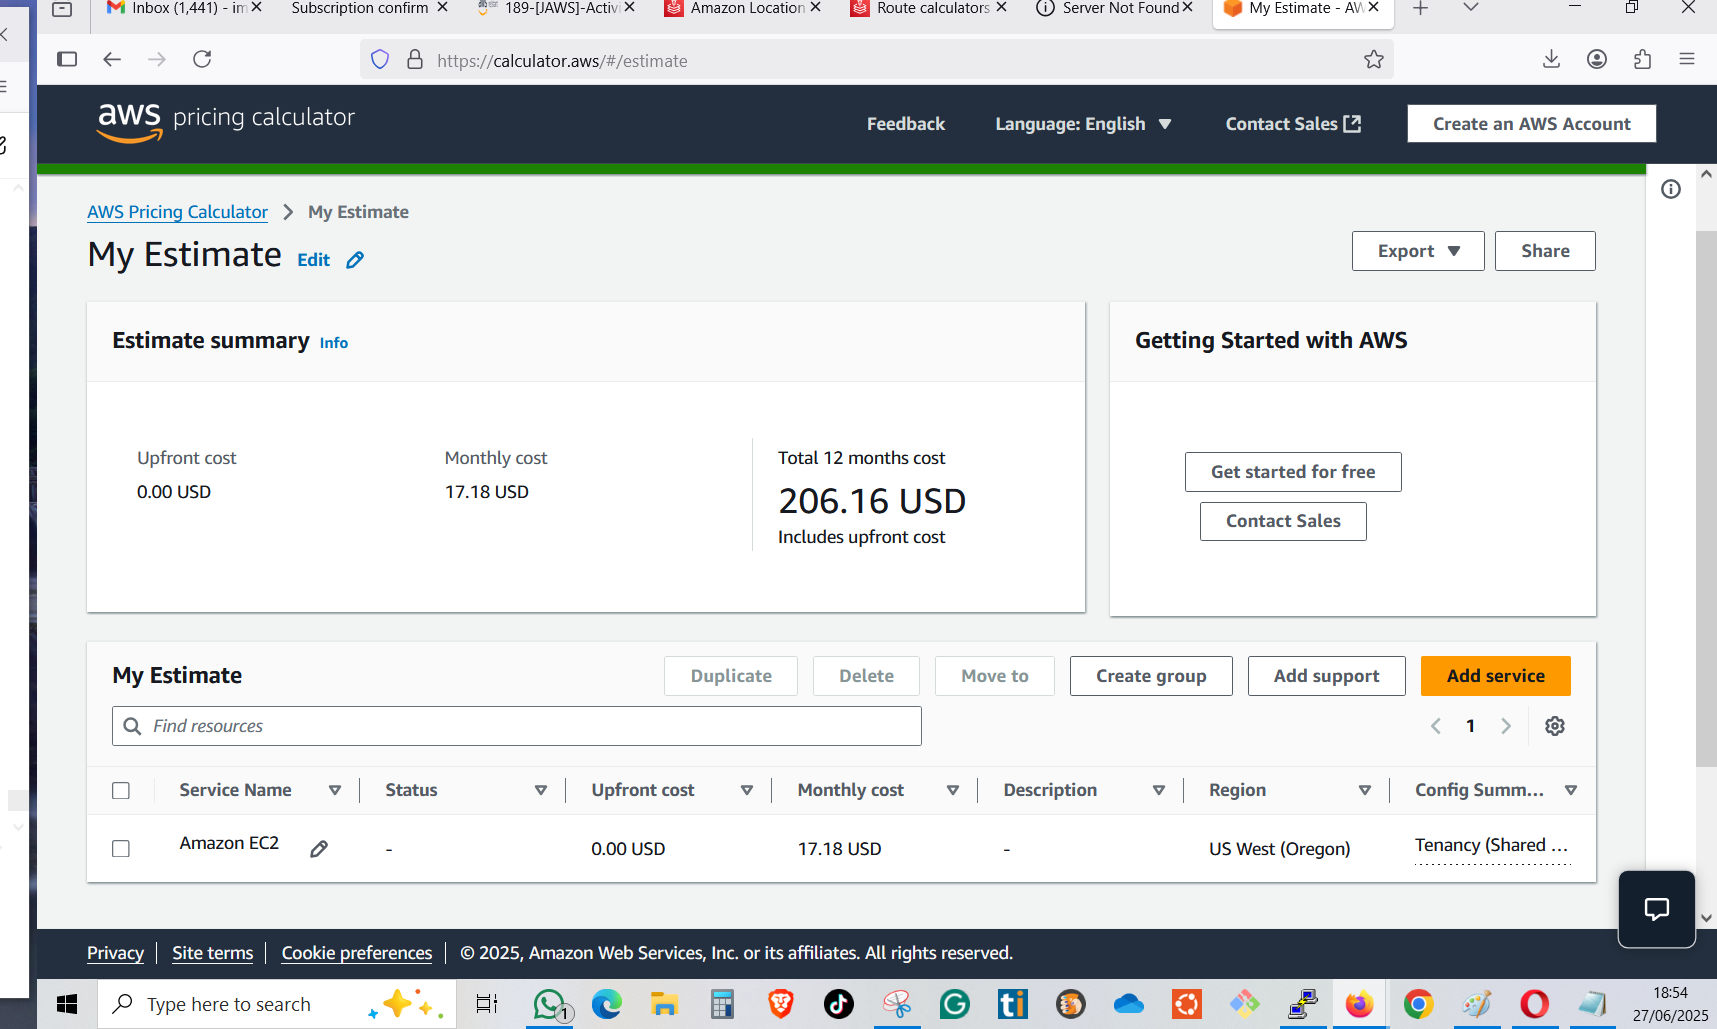 Inbox (1,441) - im
Subscription confirm
189-[JAWS]-Activi
Amazon Location
Route calculators
Server Not Found
My Estimate - AW
https://calculator.aws/#/estimate
aws pricing calculator
Feedback
Language: English
Contact Sales
Create an AWS Account
AWS Pricing Calculator > My Estimate
My Estimate Edit
Export
Share
Estimate summary Info
Getting Started with AWS
Upfront cost
0.00 USD
Monthly cost
17.18 USD
Total 12 months cost
206.16 USD
Includes upfront cost
Get started for free
Contact Sales
My Estimate
Duplicate
Delete
Move to
Create group
Add support
Add service
Find resources
1
Service Name
Status
Upfront cost
Monthly cost
Description
Region
Config Summ...
Amazon EC2
-
0.00 USD
17.18 USD
-
US West (Oregon)
Tenancy (Shared ...
Privacy
Site terms
Cookie preferences
© 2025, Amazon Web Services, Inc. or its affiliates. All rights reserved.
Type here to search
1
ti
18:54
27/06/2025